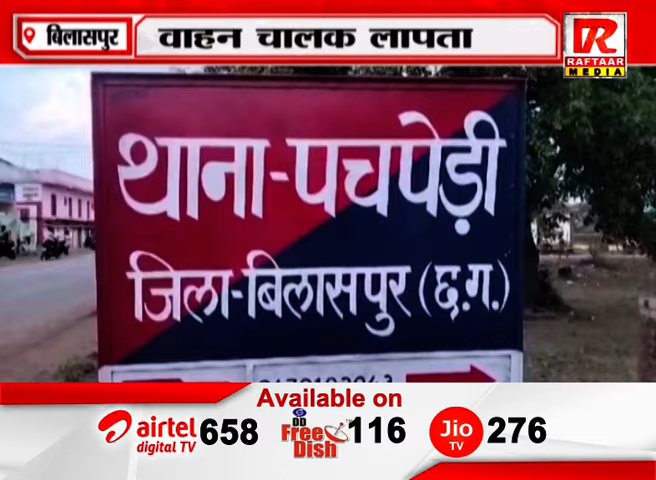 बिलासपुर
वाहन चालक लापता
R
RAFTAAR
MEDIA
थाना-पचपेड़ी
जिला-बिलासपुर (छ.ग.)
Available on
airtel
digital TV
658
DD
Free
Dish
116
Jio
TV
276